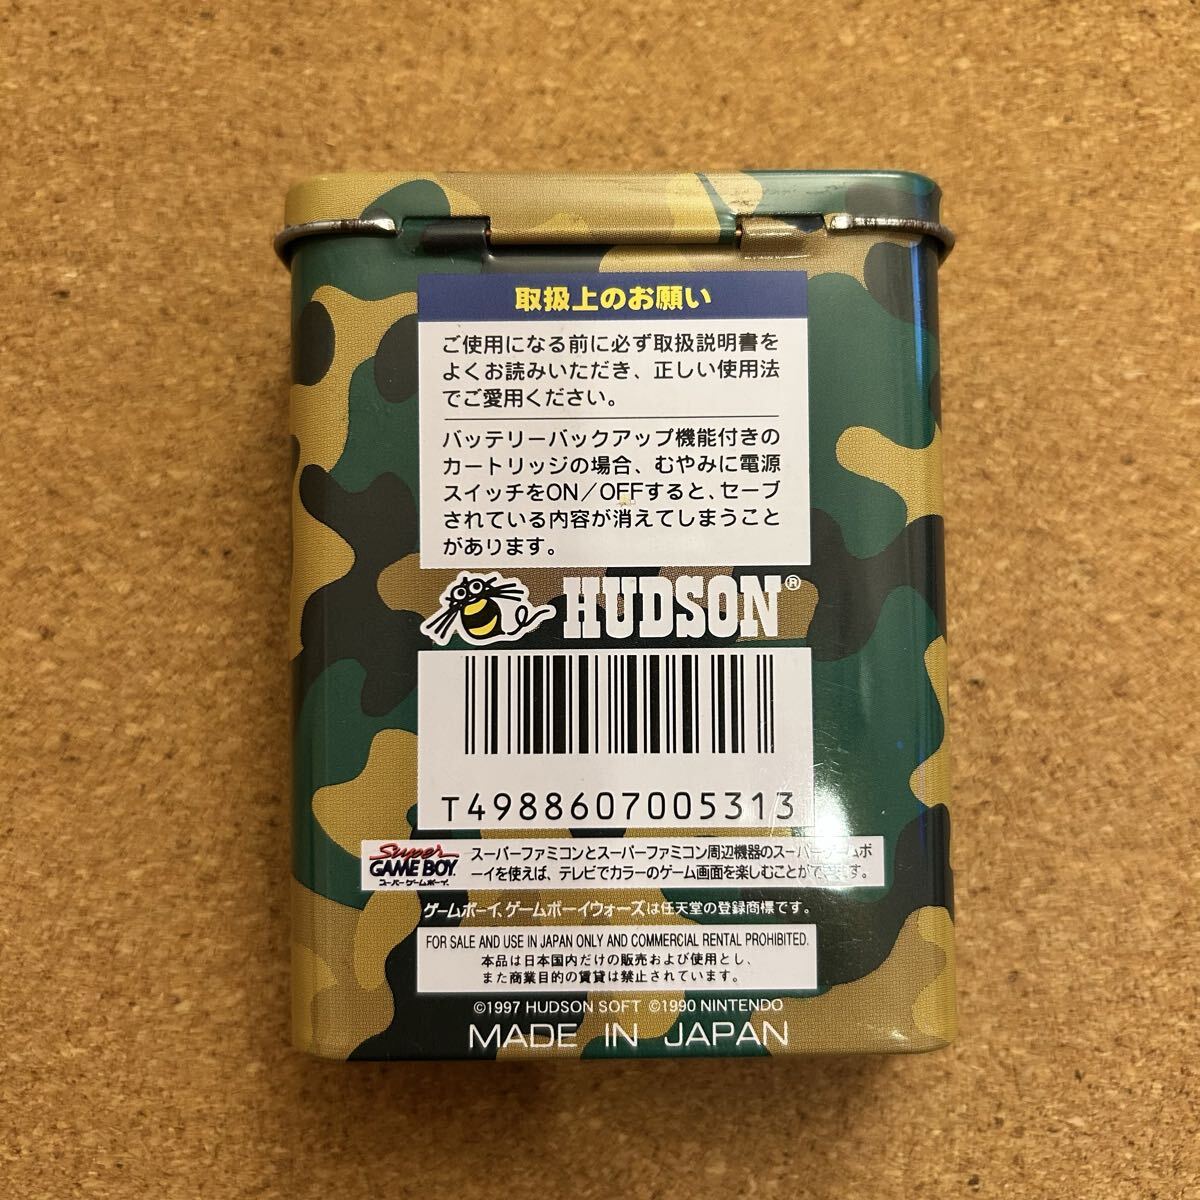 取扱上のお願い
ご使用になる前に必ず取扱説明書を
よくお読みいただき、正しい使用法
でご愛用ください。
バッテリーバックアップ機能付きの
カートリッジの場合、むやみに電源
スイッチをON/OFFすると、セーブ
されている内容が消えてしまうこと
があります。
HUDSON®
T4988607005313
Super
GAME BOY
スーパーゲームボーイ
スーパーファミコンとスーパーファミコン周辺機器のスーパーゲームボ
ーイを使えば、テレビでカラーのゲーム画面を楽しむことができます。
ゲームボーイ、ゲームボーイウォーズは任天堂の登録商標です。
FOR SALE AND USE IN JAPAN ONLY AND COMMERCIAL RENTAL PROHIBITED.
本品は日本国内だけの販売および使用とし、
また商業目的の賃貸は禁止されています。
©1997 HUDSON SOFT ©1990 NINTENDO
MADE IN JAPAN